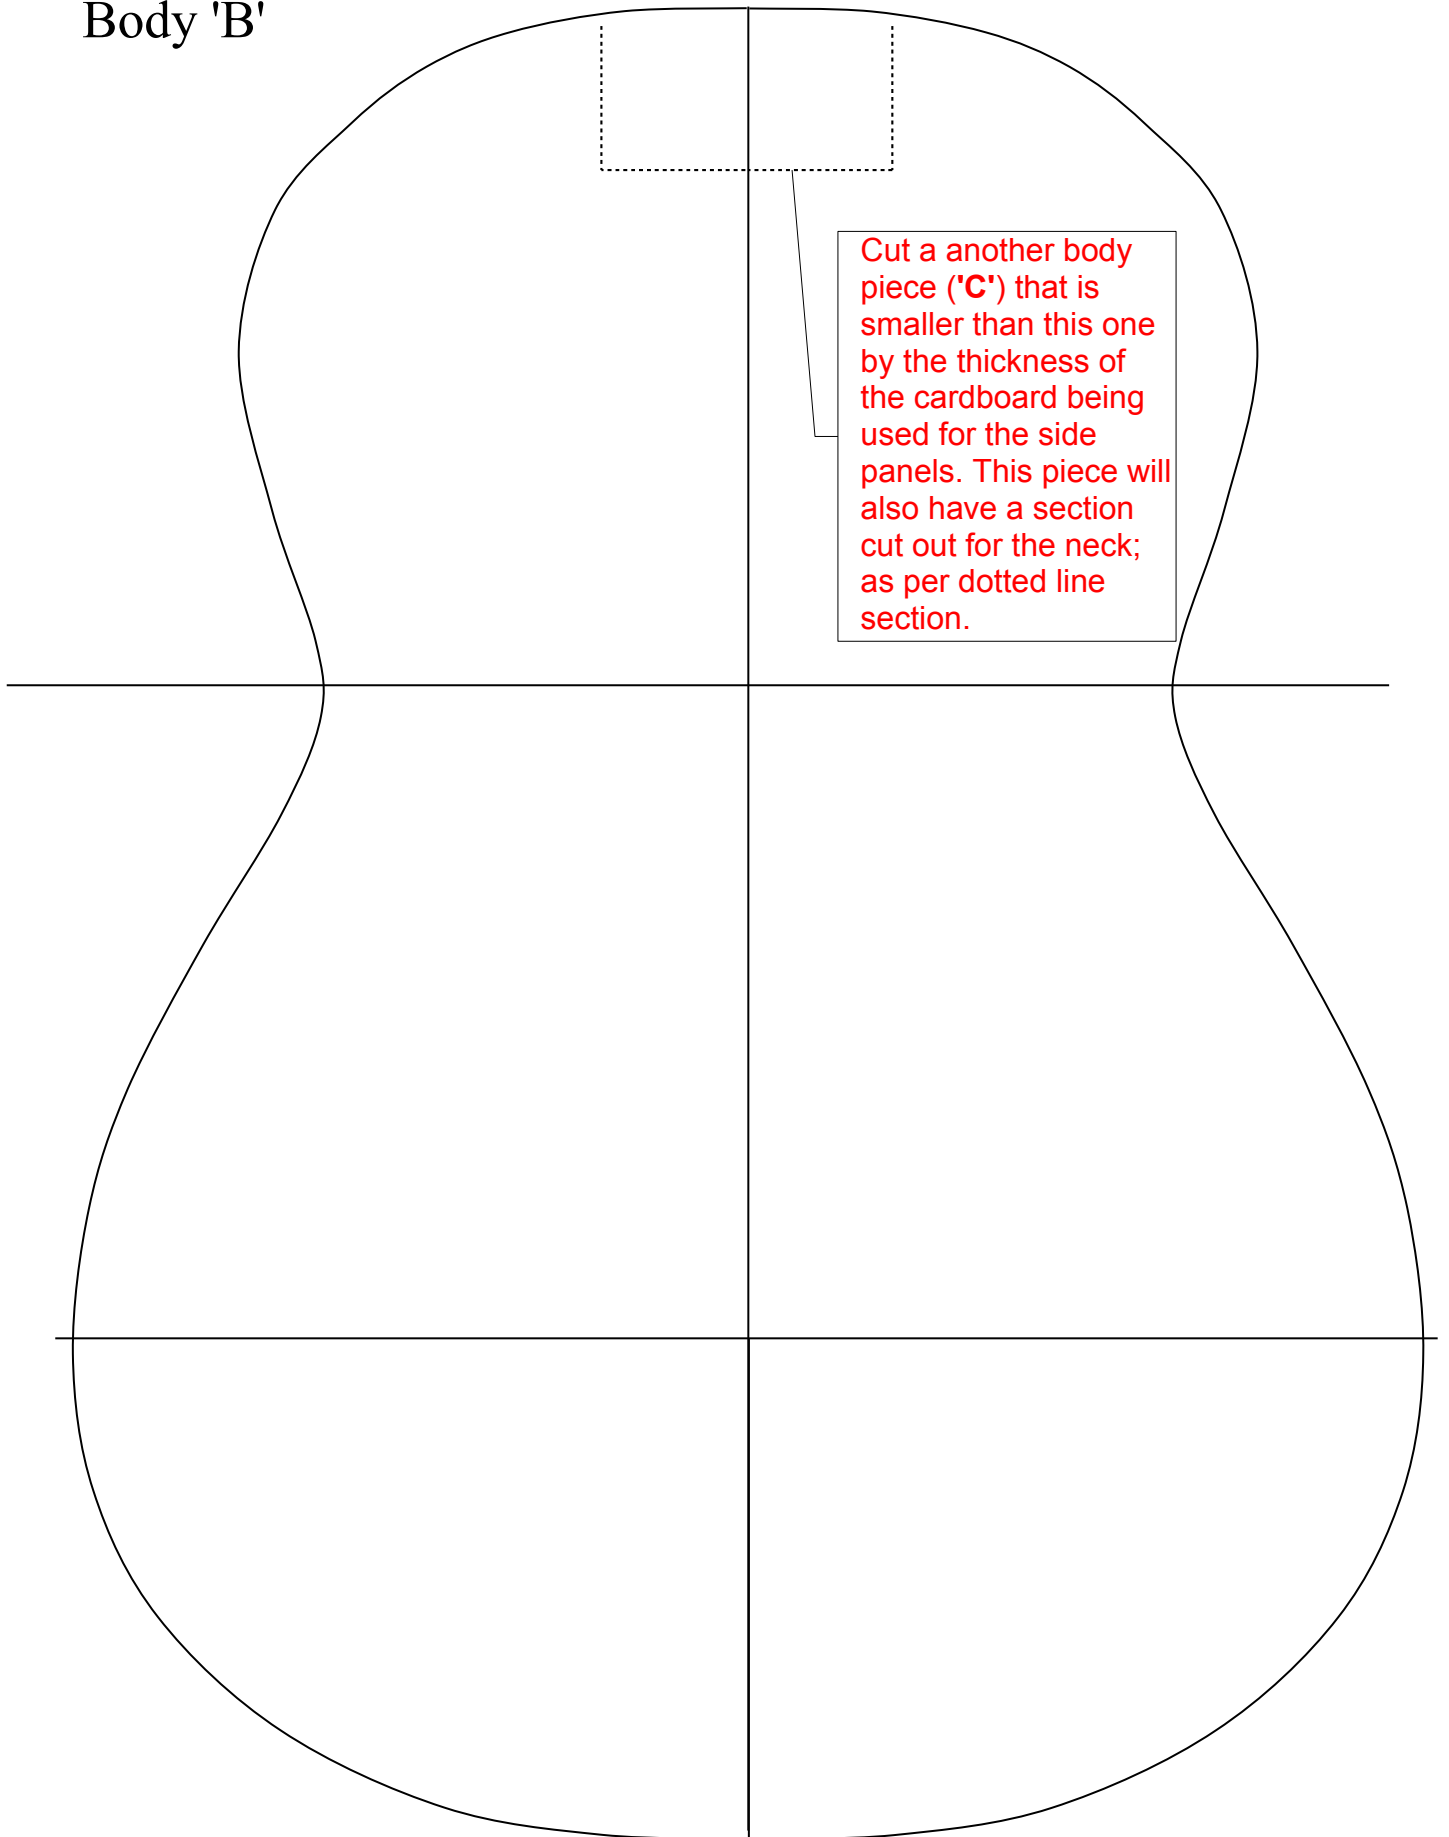 Body 'B'
Cut a another body
piece ('C') that is
smaller than this one
by the thickness of
the cardboard being
used for the side
panels. This piece will
also have a section
cut out for the neck;
as per dotted line
section.